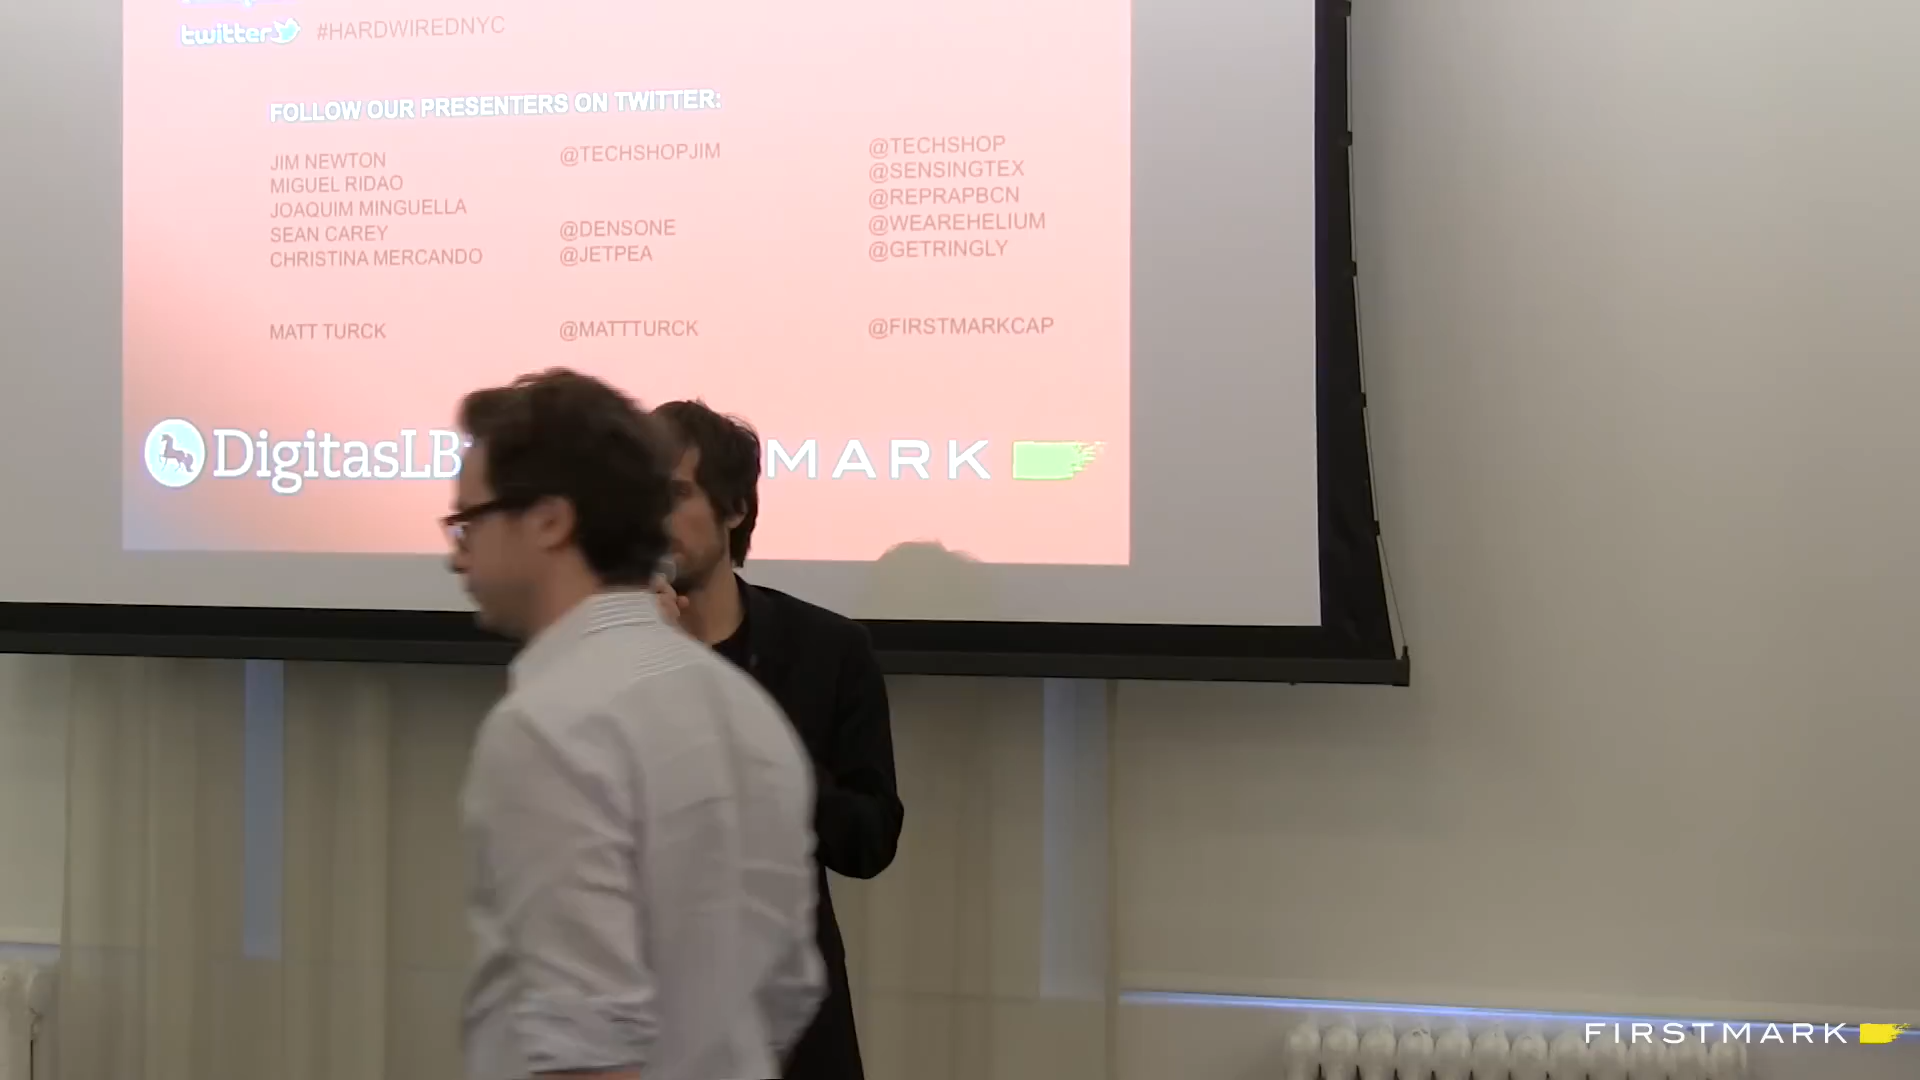 twitter #HARDWIREDNYC
FOLLOW OUR PRESENTERS ON TWITTER:
JIM NEWTON @TECHSHOPJIM @TECHSHOP
MIGUEL RIDAO @SENSINGTEX
JOAQUIM MINGUELLA @REPRAPBCN
SEAN CAREY @DENSONE @WEAREHELIUM
CHRISTINA MERCANDO @JETPEA @GETRINGLY
MATT TURCK @MATTTURCK @FIRSTMARKCAP
DigitasLB MARK
FIRSTMARK